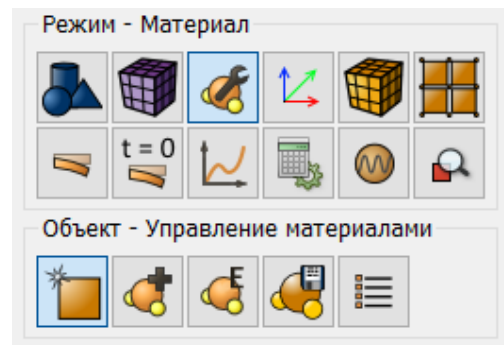 Режим - Материал
t = 0
Объект - Управление материалами
E